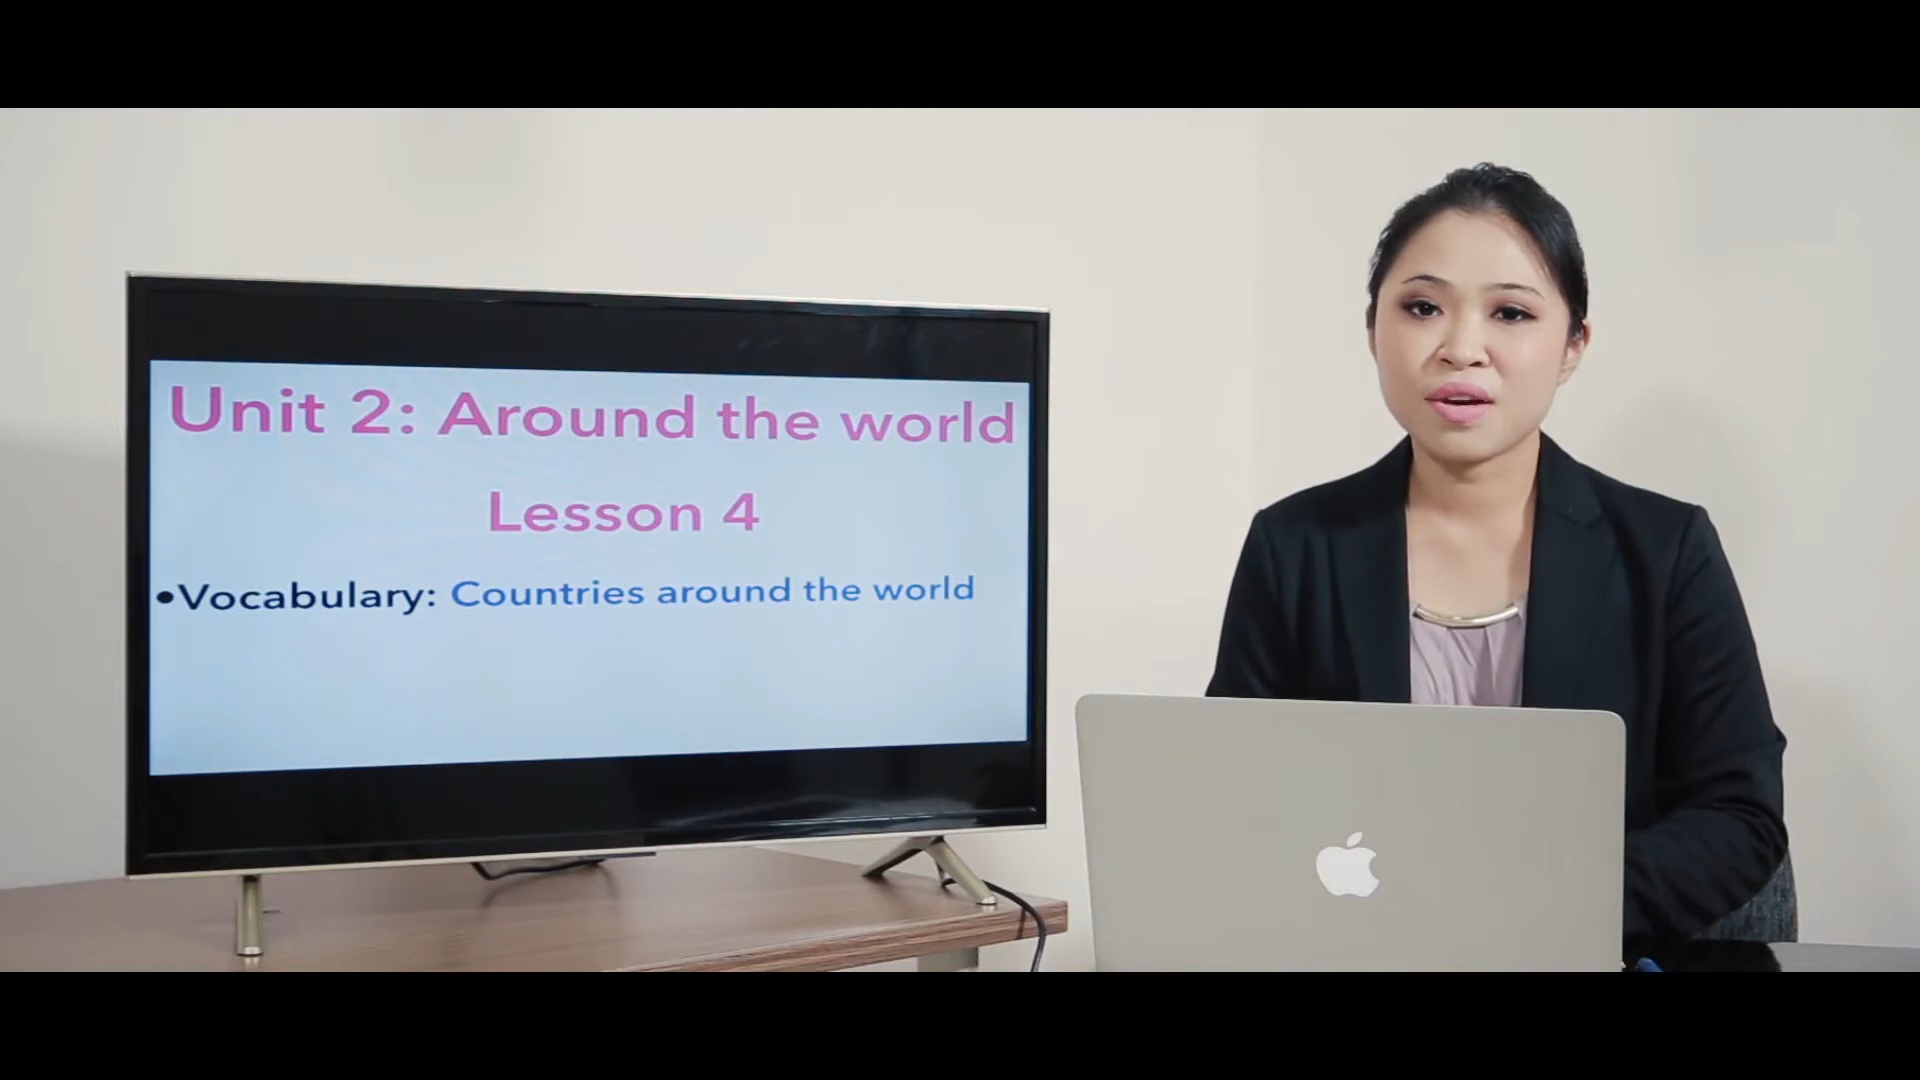 Unit 2: Around the world
Lesson 4
•Vocabulary: Countries around the world